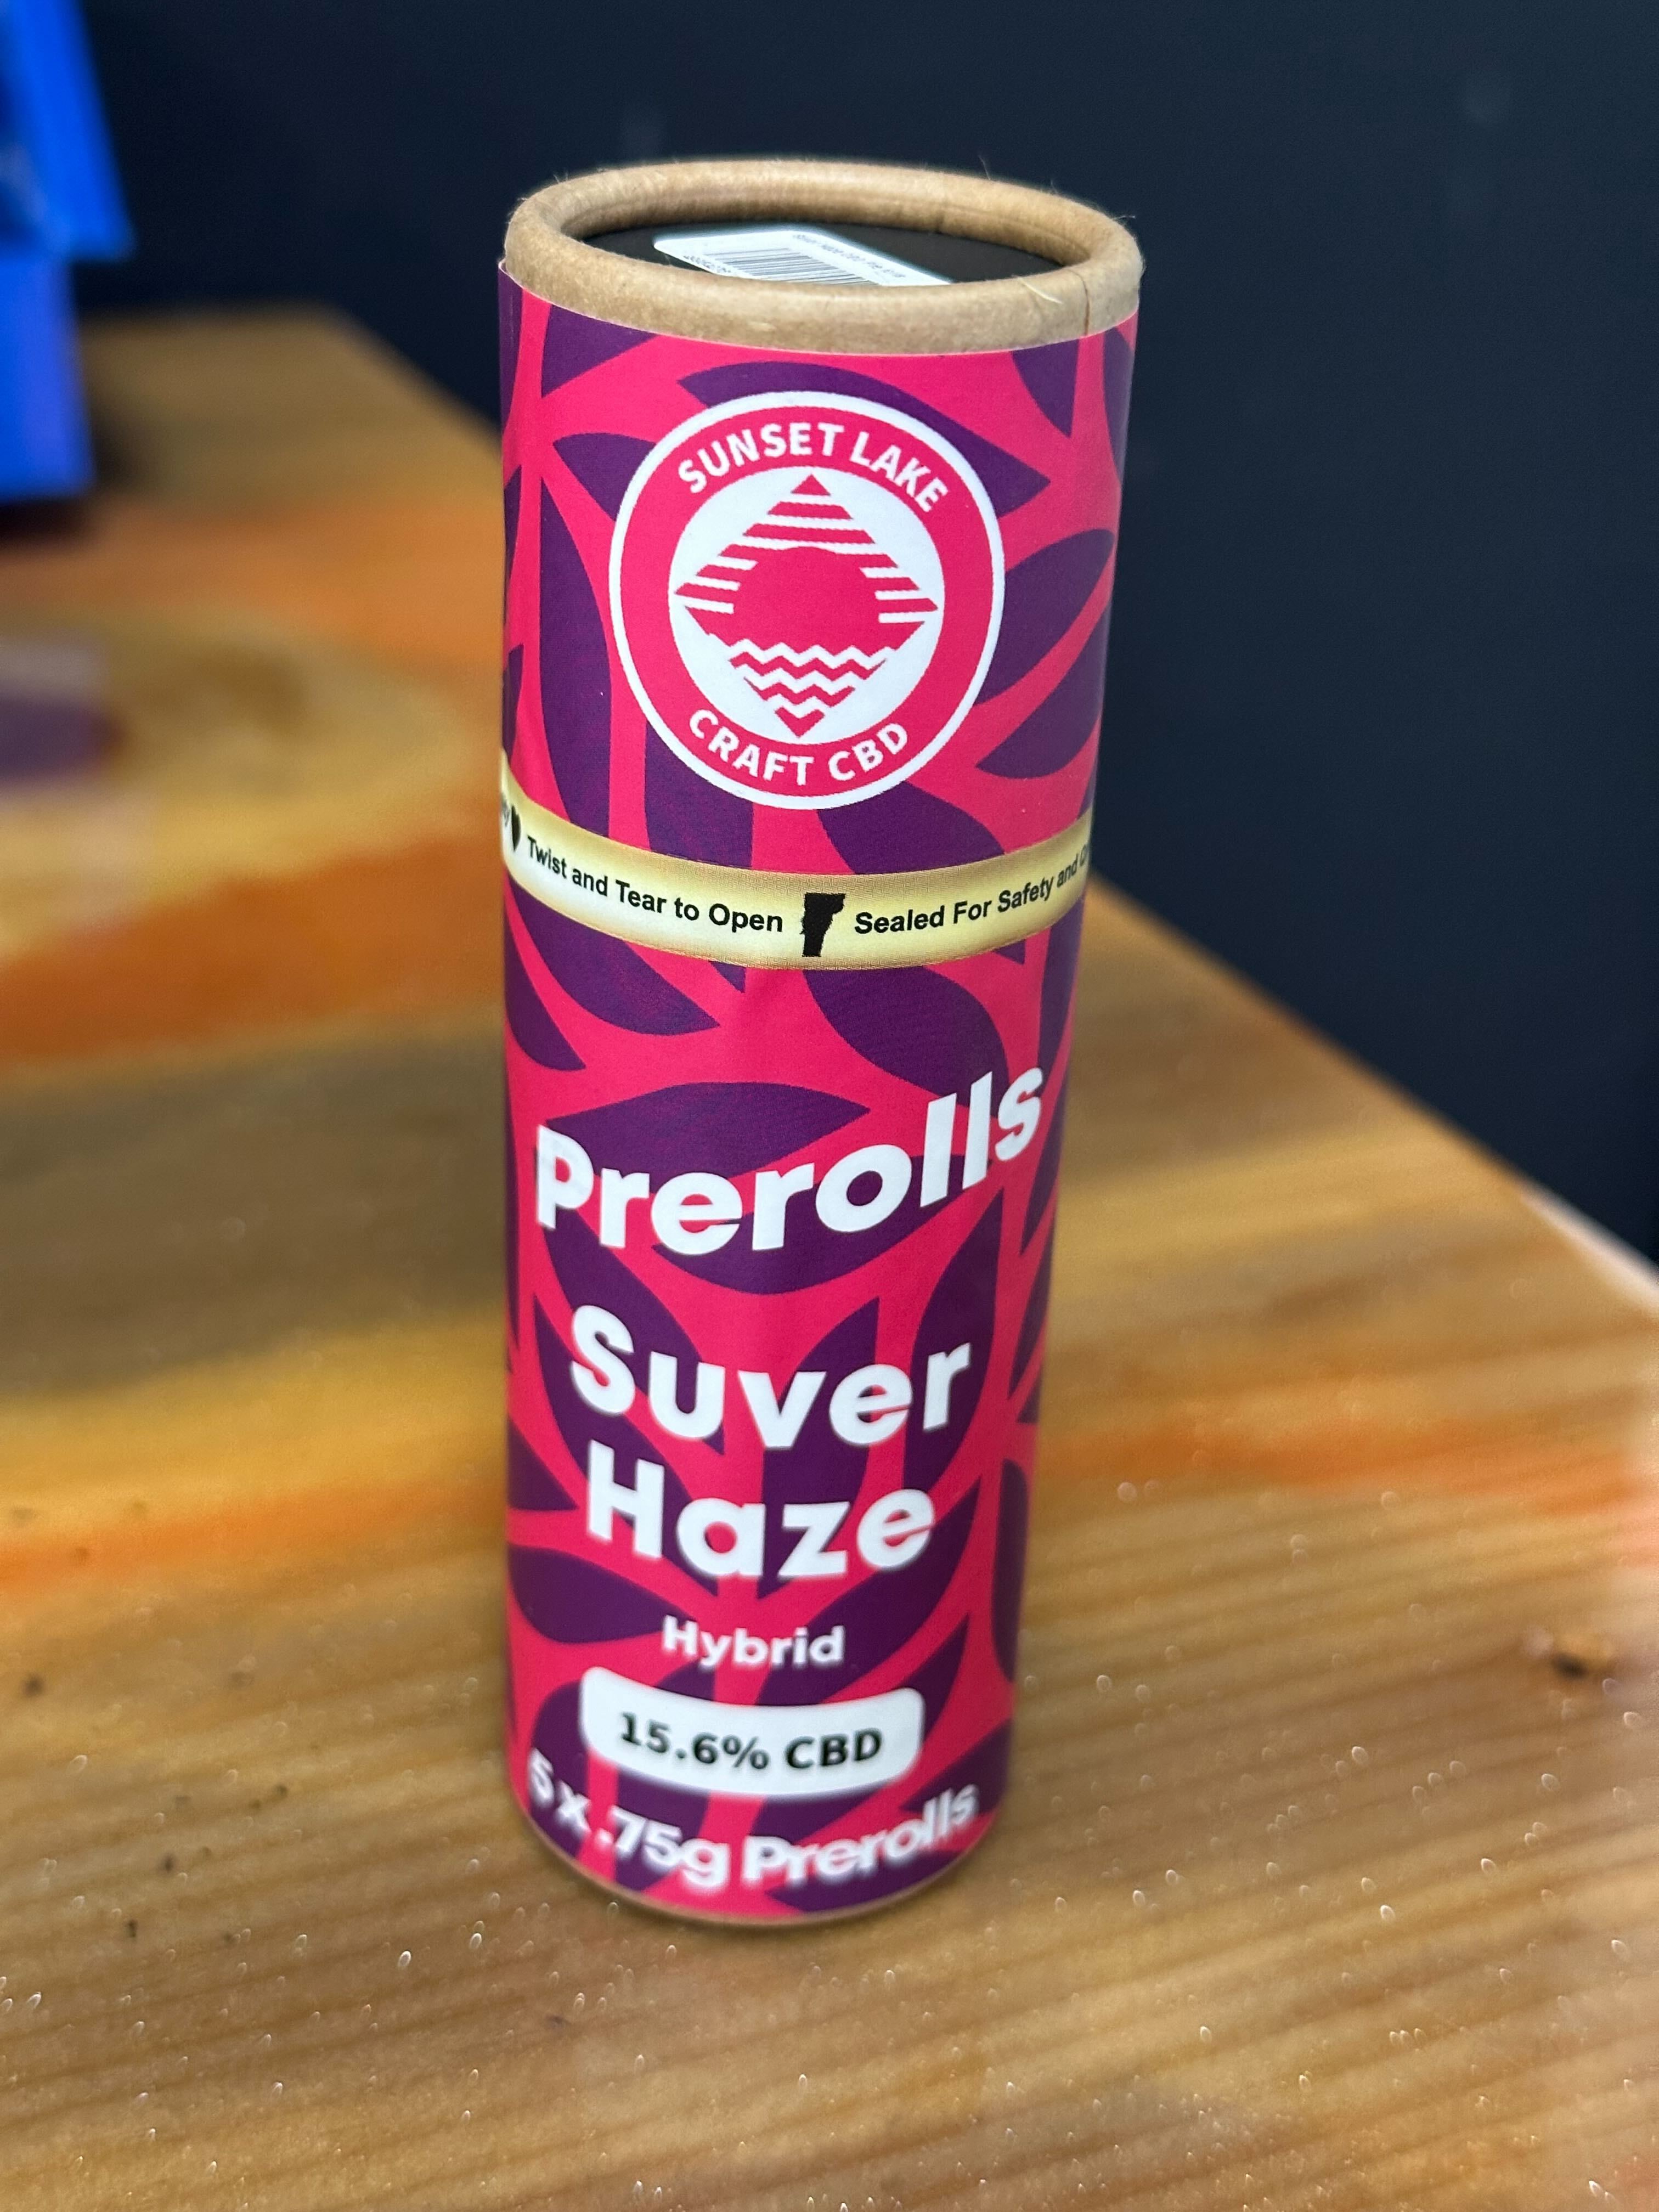 SUNSET LAKE
CRAFT CBD
Twist and Tear to Open Sealed For Safety and
Prerolls
Suver
Haze
Hybrid
15.6% CBD
5 x .75g Prerolls